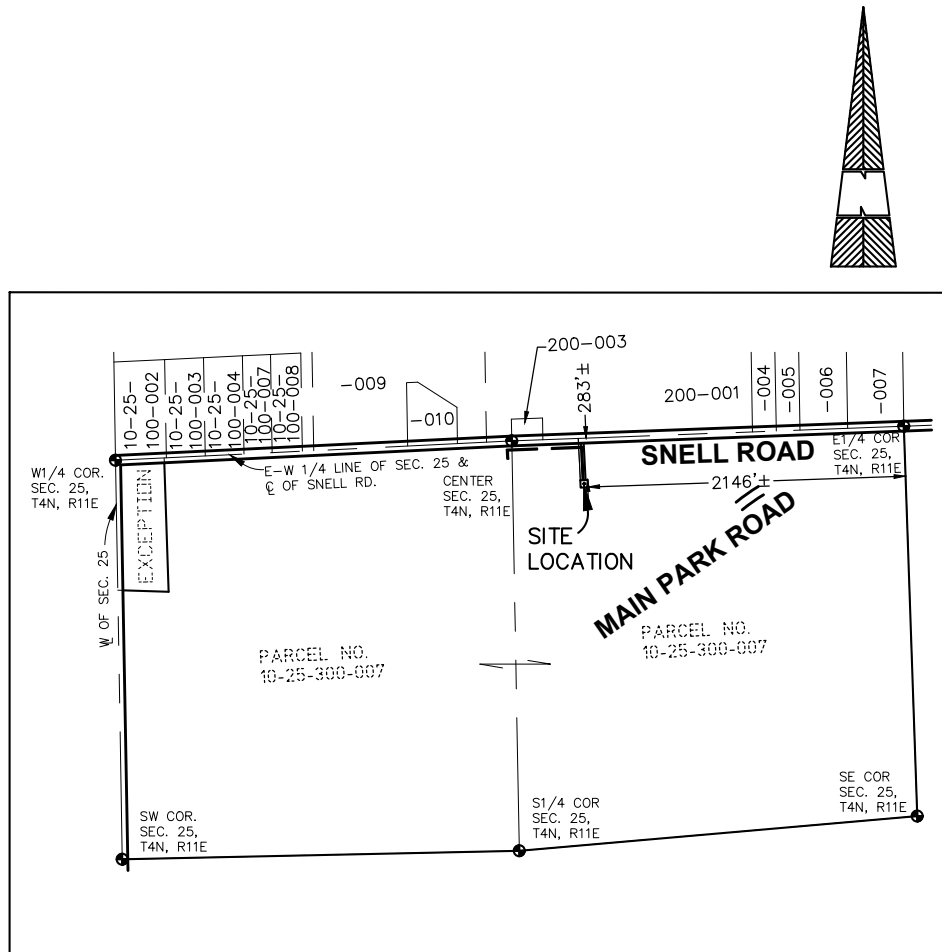 200-003
283'±
10-25-
100-002
10-25-
100-003
10-25-
100-004
10-25-
100-007
10-25-
100-008
-009
-010
200-001
-004
-005
-006
-007
W1/4 COR.
SEC. 25,
T4N, R11E
E-W 1/4 LINE OF SEC. 25 &
℄ OF SNELL RD.
CENTER
SEC. 25,
T4N, R11E
SNELL ROAD
E1/4 COR
SEC. 25,
T4N, R11E
2146'±
EXCEPTION
SITE
LOCATION
MAIN PARK ROAD
OF SEC. 25
PARCEL NO.
10-25-300-007
PARCEL NO.
10-25-300-007
SW COR.
SEC. 25,
T4N, R11E
S1/4 COR
SEC. 25,
T4N, R11E
SE COR
SEC. 25,
T4N, R11E